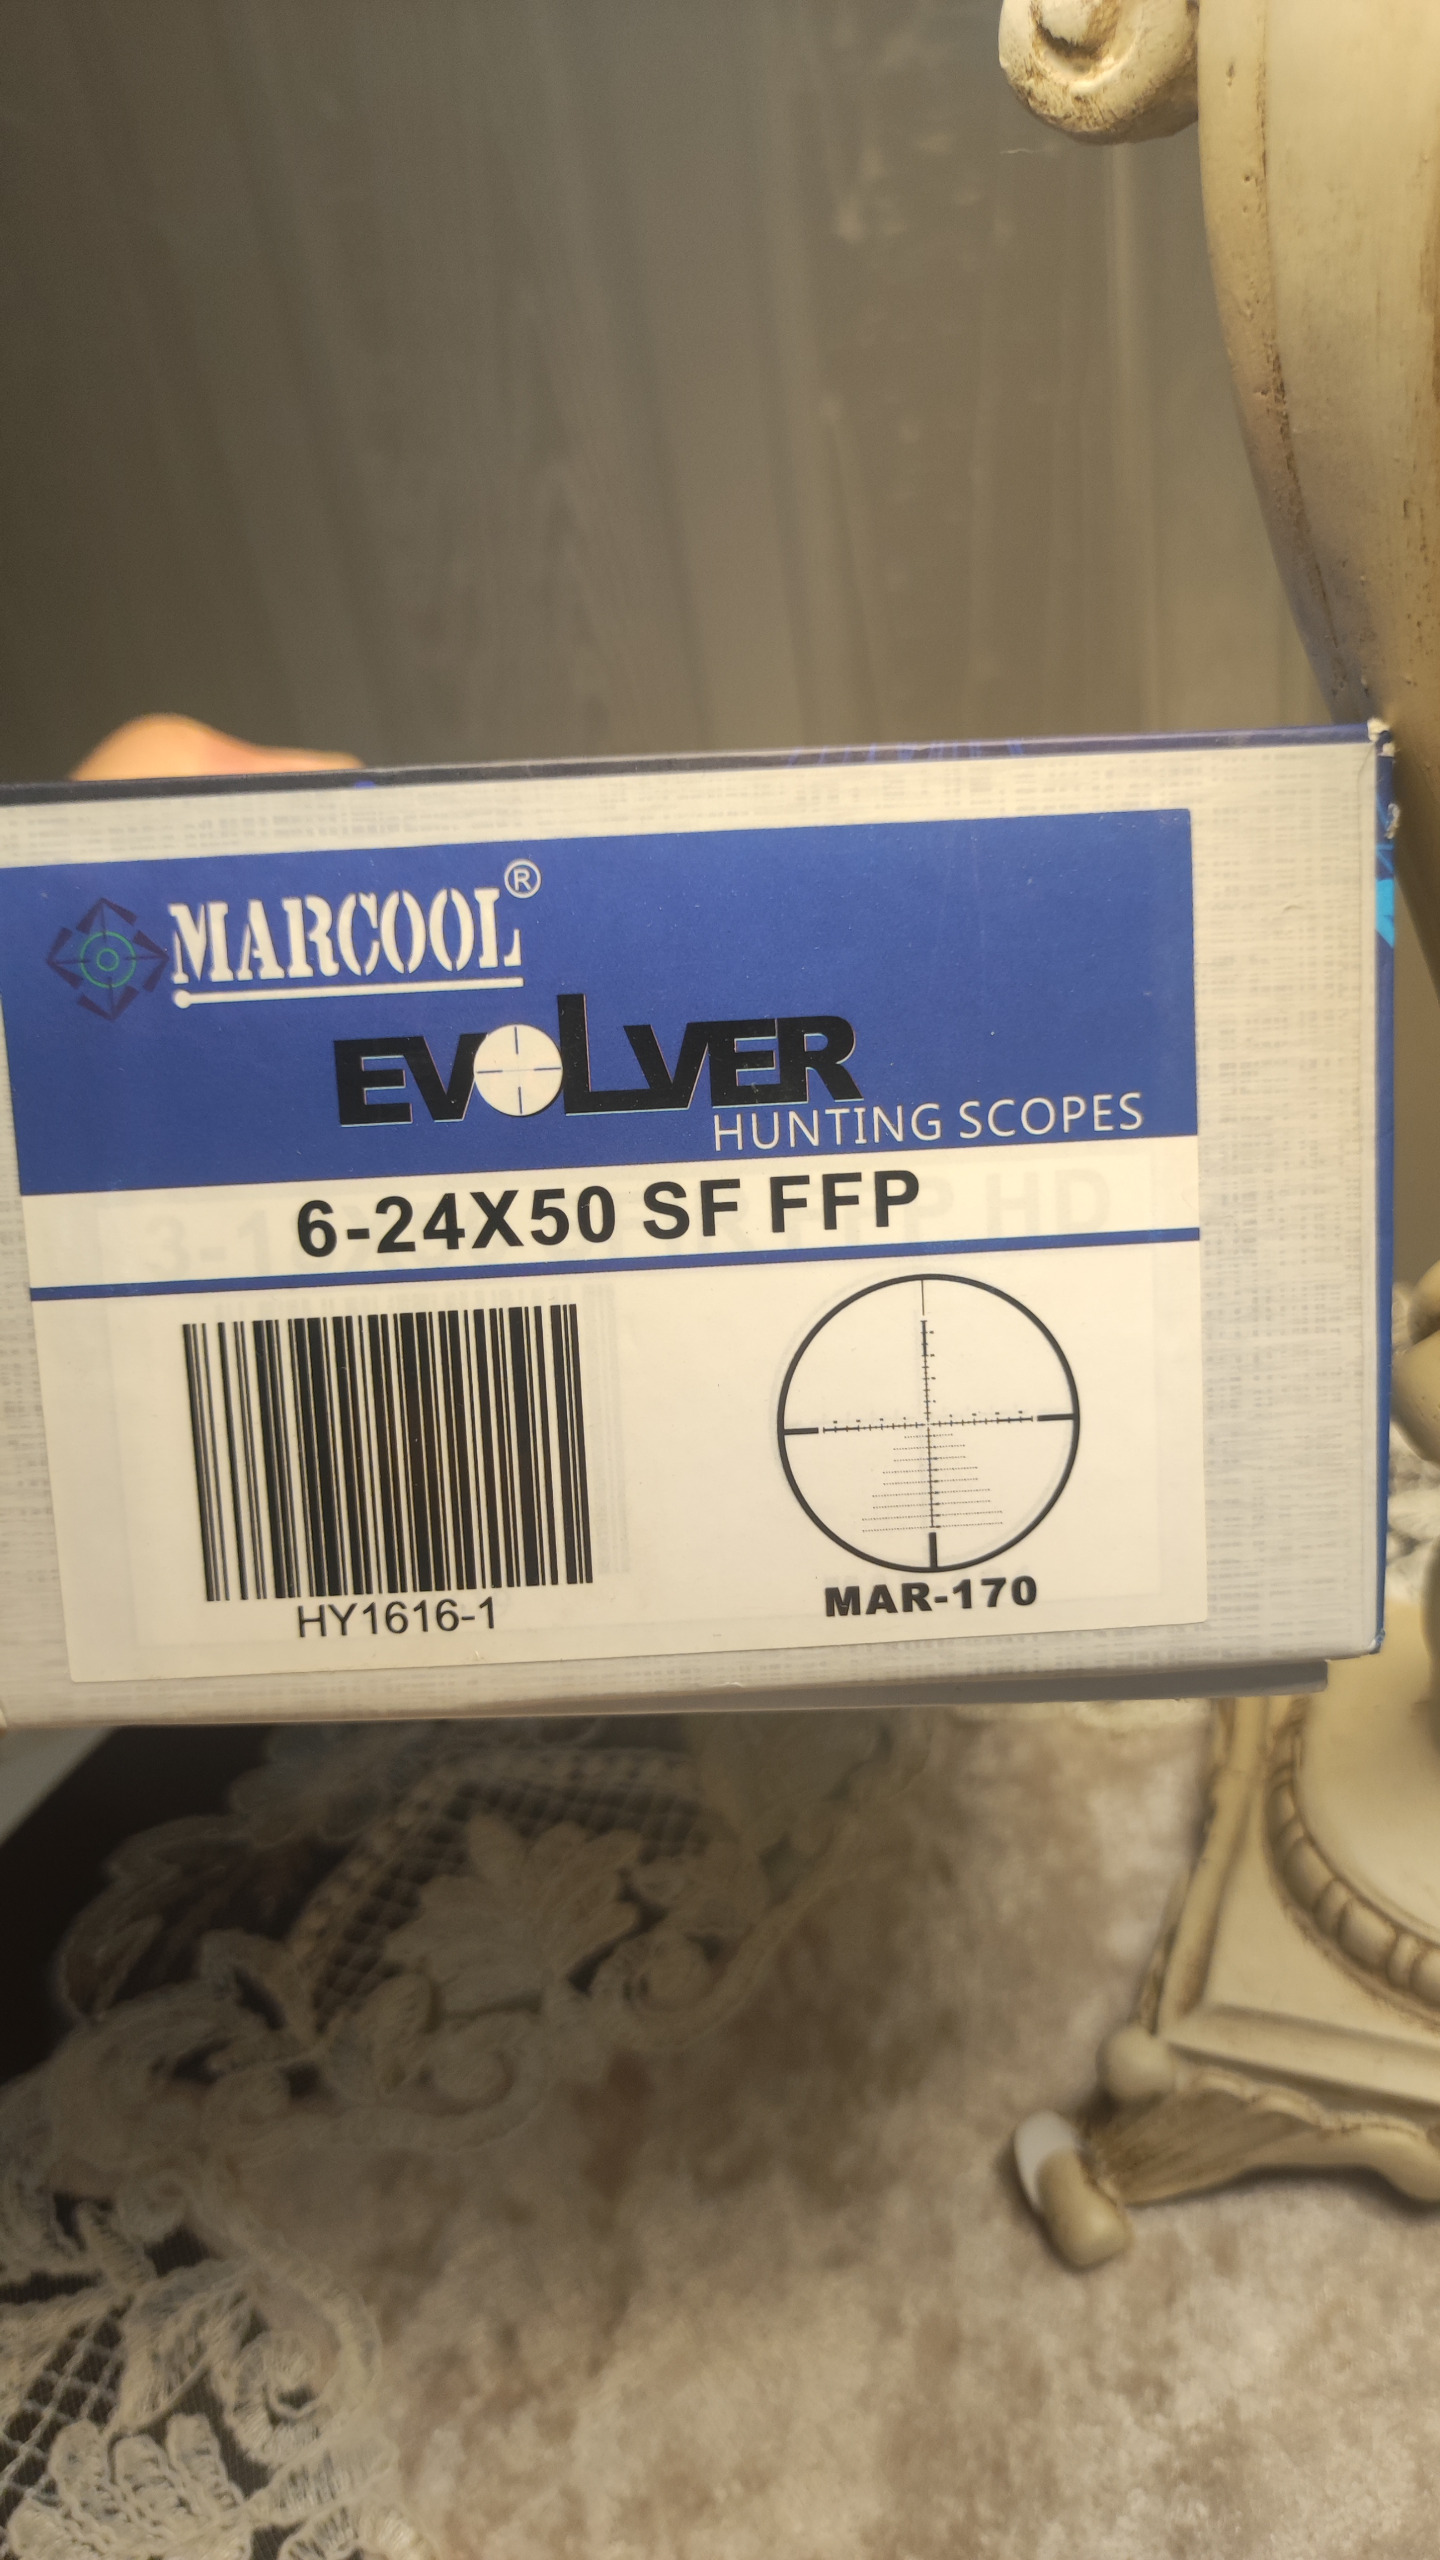 MARCOOL®
EVOLVER
HUNTING SCOPES
6-24X50 SF FFP
HY1616-1
MAR-170